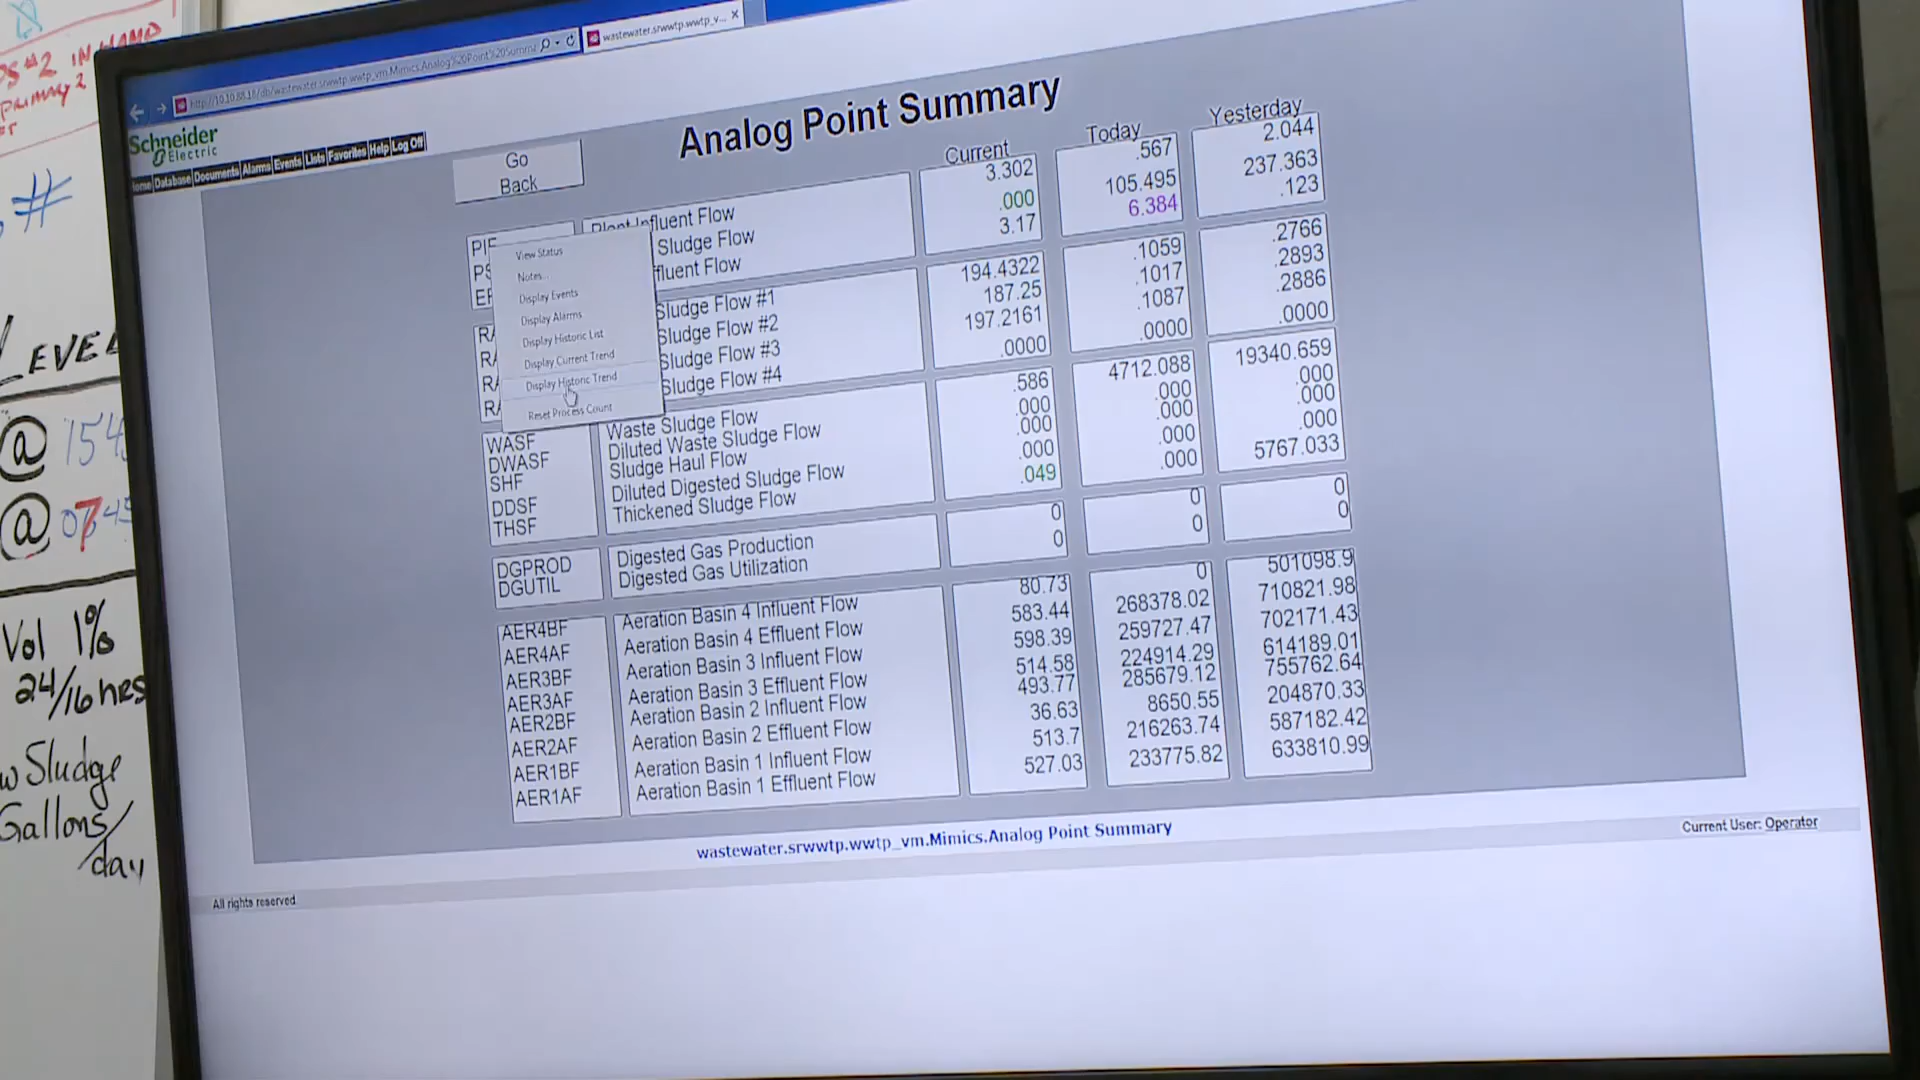 wastewater.srwwtp.wwtp_v...
Schneider
Electric
Home Database Documents Alarms Events Lists Favorites Help Log Off
Go
Back
Analog Point Summary
Current Today Yesterday
Plant Influent Flow 3.302 .567 2.044
Sludge Flow .000 105.495 237.363
Flow 3.17 6.384 .123
View Status
Notes...
Display Events
Display Alarms
Display Historic List
Display Current Trend
Display Historic Trend
Reset Process Count
Sludge Flow #1 194.4322 .1059 .2766
Sludge Flow #2 187.25 .1017 .2893
Sludge Flow #3 197.2161 .1087 .2886
Sludge Flow #4 .0000 .0000 .0000
WASF Waste Sludge Flow .586 4712.088 19340.659
DWASF Diluted Waste Sludge Flow .000 .000 .000
SHF Sludge Haul Flow .000 .000 .000
DDSF Diluted Digested Sludge Flow .000 .000 .000
THSF Thickened Sludge Flow .049 .000 5767.033
DGPROD Digested Gas Production 0 0 0
DGUTIL Digested Gas Utilization 0 0 0
AER4BF Aeration Basin 4 Influent Flow 80.73 0 501098.9
AER4AF Aeration Basin 4 Effluent Flow 583.44 268378.02 710821.98
AER3BF Aeration Basin 3 Influent Flow 598.39 259727.47 702171.43
AER3AF Aeration Basin 3 Effluent Flow 514.58 224914.29 614189.01
AER2BF Aeration Basin 2 Influent Flow 493.77 285679.12 755762.64
AER2AF Aeration Basin 2 Effluent Flow 36.63 8650.55 204870.33
AER1BF Aeration Basin 1 Influent Flow 513.7 216263.74 587182.42
AER1AF Aeration Basin 1 Effluent Flow 527.03 233775.82 633810.99
wastewater.srwwtp.wwtp_vm.Mimics.Analog Point Summary
Current User: Operator
All rights reserved
#2 IN
Primary 2
#
LEVEL
@ 154
@
Vol 1%
24/16 hrs
Sludge
Gallons/
day